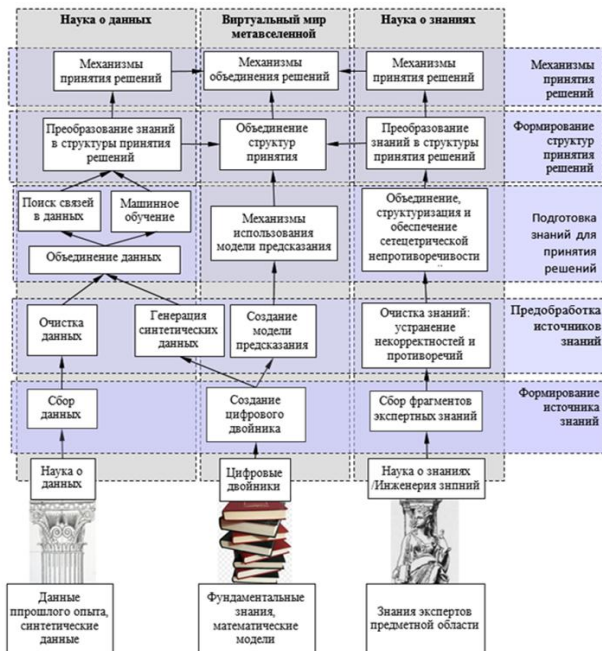 Наука о данных
Виртуальный мир
метавселенной
Наука о знаниях
Механизмы
принятия решений
Механизмы
объединения решений
Механизмы
принятия решений
Механизмы
принятия
решений
Преобразование знаний
в структуры принятия
решений
Объединение
структур
принятия
Преобразование
знаний в структуры
принятия решений
Формирование
структур
принятия
решений
Поиск связей
в данных
Машинное
обучение
Объединение данных
Механизмы
использования
модели предсказания
Объединение,
структуризация и
обеспечение
сетецетрической
непротиворечивости
Подготовка
знаний для
принятия
решений
Очистка
данных
Генерация
синтетических
данных
Создание
модели
предсказания
Очистка знаний:
устранение
некорректностей и
противоречий
Предобработка
источников
знаний
Сбор
данных
Создание
цифрового
двойника
Сбор фрагментов
экспертных знаний
Формирование
источника
знаний
Наука о
данных
Цифровые
двойники
Наука о знаниях
/Инженерия знпний
Данные
ппрошлого опыта,
синтетические
данные
Фундаментальные
знания,
математические
модели
Знания экспертов
предметной области